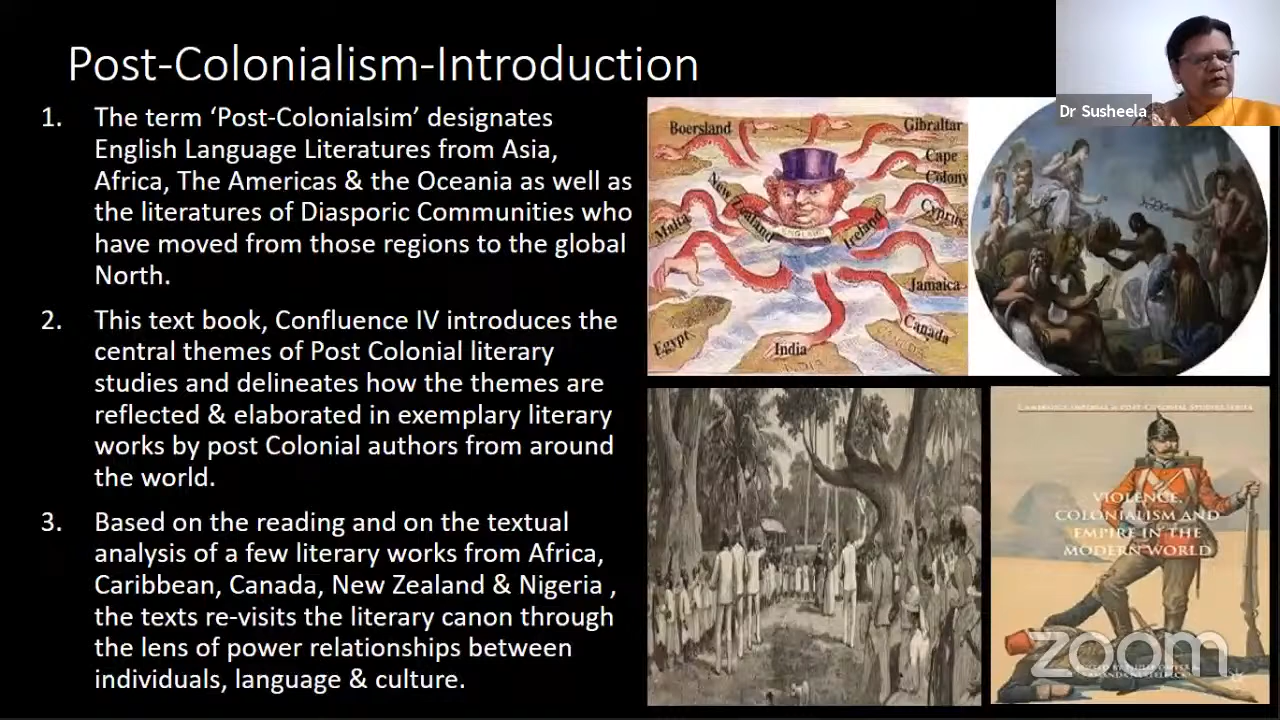 Post-Colonialism-Introduction
Dr Susheela
1. The term ‘Post-Colonialsim’ designates
English Language Literatures from Asia,
Africa, The Americas & the Oceania as well as
the literatures of Diasporic Communities who
have moved from those regions to the global
North.
2. This text book, Confluence IV introduces the
central themes of Post Colonial literary
studies and delineates how the themes are
reflected & elaborated in exemplary literary
works by post Colonial authors from around
the world.
3. Based on the reading and on the textual
analysis of a few literary works from Africa,
Caribbean, Canada, New Zealand & Nigeria ,
the texts re-visits the literary canon through
the lens of power relationships between
individuals, language & culture.
Boersland
Gibraltar
Cape
Colony
New Zealand
Malta
ENGLAND
Ireland
Cyprus
Jamaica
Egypt
India
Canada
VIOLENCE,
COLONIALISM AND
EMPIRE IN THE
MODERN WORLD
zoom